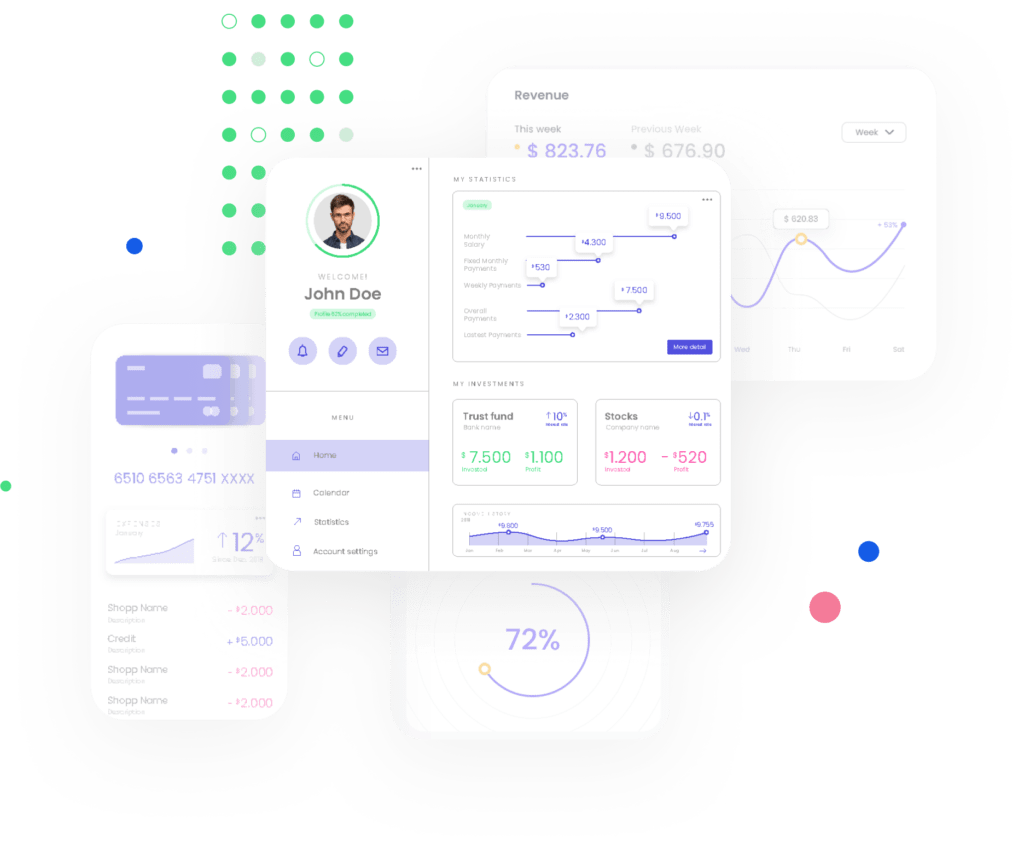 Revenue
This week
Previous Week
$ 823.76
$ 676.90
Week
$ 620.83
+ 53%
Wed
Thu
Fri
Sat
WELCOME!
John Doe
Profile 62% completed
MENU
Home
Calendar
Statistics
Account settings
MY STATISTICS
January
Monthly
Salary
$9.500
$4.300
Fixed Monthly
Payments
$530
Weekly Payments
$7.500
Overall
Payments
$2.300
Lastest Payments
More detail
MY INVESTMENTS
Trust fund
Bank name
↑10%
$7.500
Invested
$1.100
Profit
Stocks
Company name
↓0.1%
$1.200
Invested
- $520
Profit
$9.800
$9.500
$9.755
Jan
Feb
Mar
Apr
May
Jun
Jul
Aug
6510 6563 4751 XXXX
EXPENSES
January
↑12%
Since Dec, 2018
Shopp Name
Description
- $2.000
Credit
Description
+ $5.000
Shopp Name
Description
- $2.000
Shopp Name
Description
- $2.000
72%